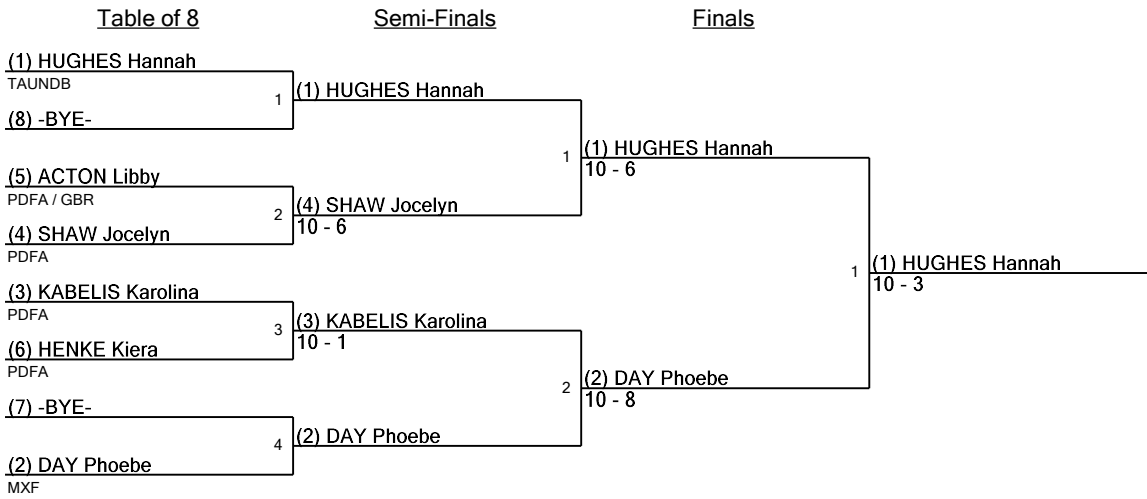 Table of 8
Semi-Finals
Finals
(1) HUGHES Hannah
TAUNDB
1
(8) -BYE-
(5) ACTON Libby
PDFA / GBR
2
(4) SHAW Jocelyn
PDFA
(3) KABELIS Karolina
PDFA
3
(6) HENKE Kiera
PDFA
(7) -BYE-
4
(2) DAY Phoebe
MXF
(1) HUGHES Hannah
1
(4) SHAW Jocelyn
10 - 6
(3) KABELIS Karolina
10 - 1
2
(2) DAY Phoebe
(1) HUGHES Hannah
10 - 6
1
(2) DAY Phoebe
10 - 8
(1) HUGHES Hannah
10 - 3